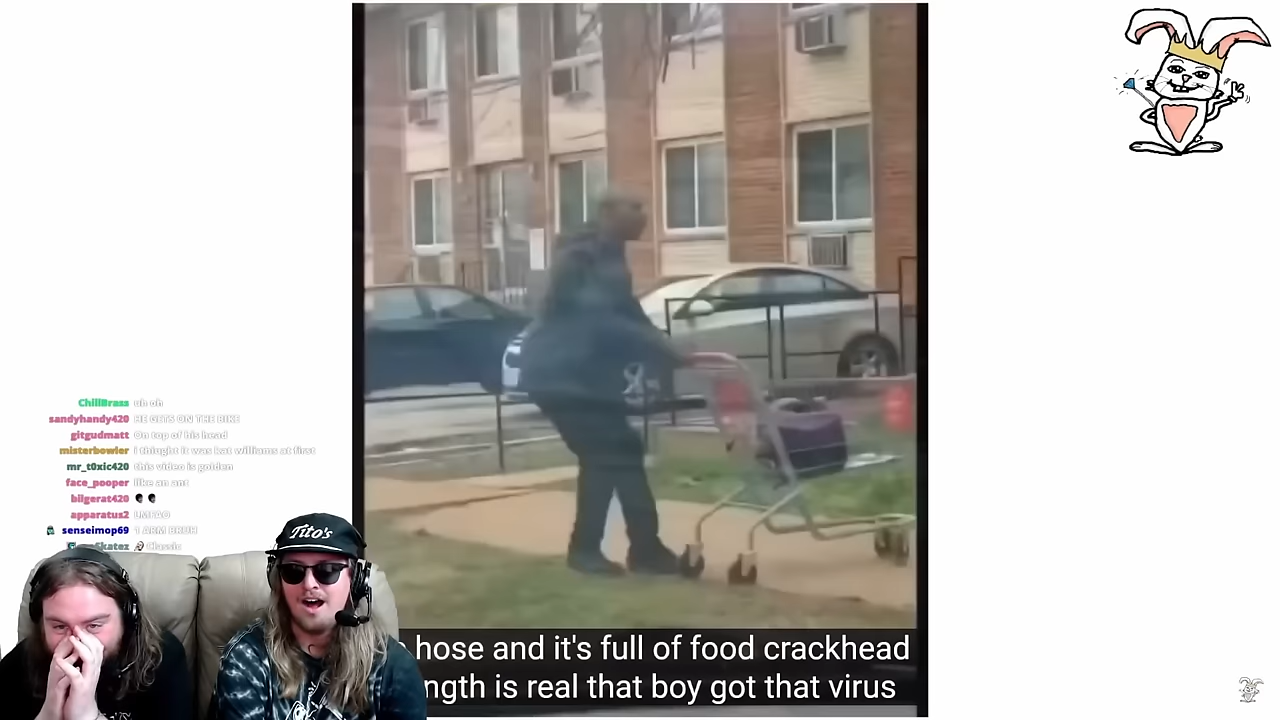 ChillBrass uh oh
sandyhandy420 HE GETS ON THE BIKE
gitgudmatt On top of his head
misterbowler i thiught it was kat williams at first
mr_t0xic420 this video is golden
face_pooper like an ant
bilgerat420
apparatus2 LMFAO
senseimop69 1 ARM BRUH
Classic
Tito's
hose and it's full of food crackhead
ngth is real that boy got that virus